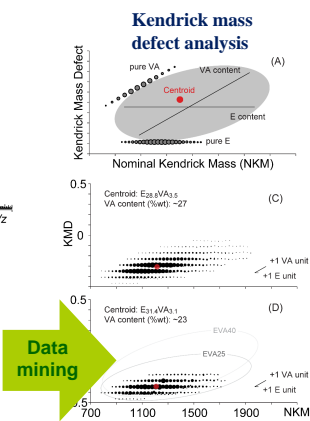 Kendrick mass
defect analysis
(A)
pure VA
VA content
Centroid
E content
pure E
Kendrick Mass Defect
Nominal Kendrick Mass (NKM)
z
0.5
Centroid: E28.8VA3.5
VA content (%wt): ~27
(C)
KMD
0
+1 VA unit
+1 E unit
0.5
Centroid: E31.4VA3.1
VA content (%wt): ~23
(D)
EVA40
EVA25
Data
mining
+1 VA unit
+1 E unit
0.5
700 1100 1500 1900 NKM